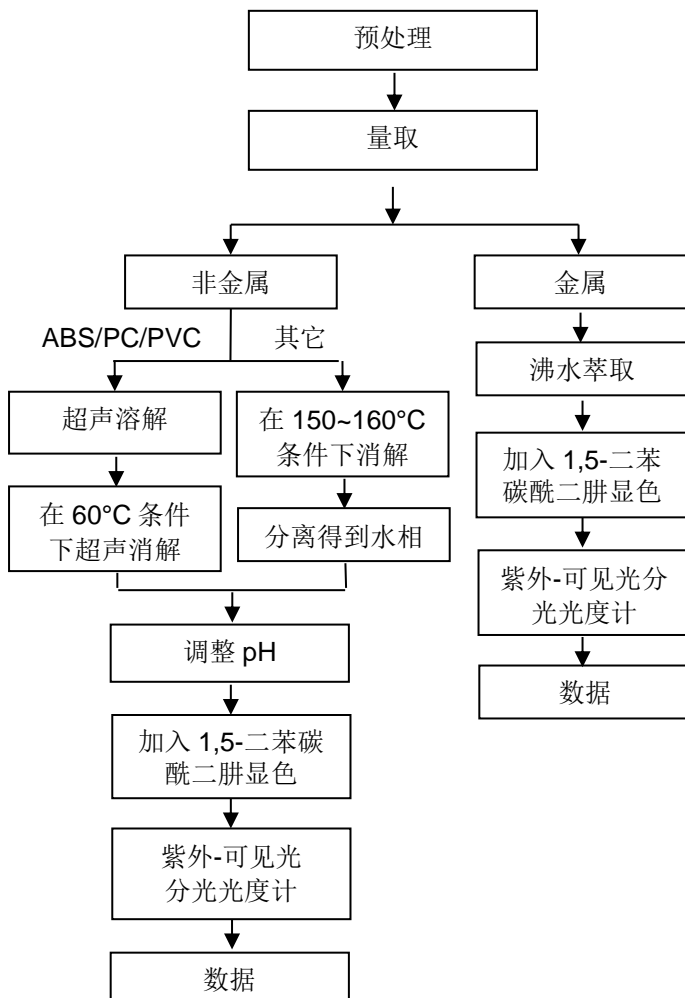 预处理
量取
非金属
金属
ABS/PC/PVC
其它
沸水萃取
超声溶解
在 150~160°C
条件下消解
加入 1,5-二苯
碳酰二肼显色
在 60°C 条件
下超声消解
分离得到水相
紫外-可见光分
光光度计
调整 pH
数据
加入 1,5-二苯碳
酰二肼显色
紫外-可见光
分光光度计
数据